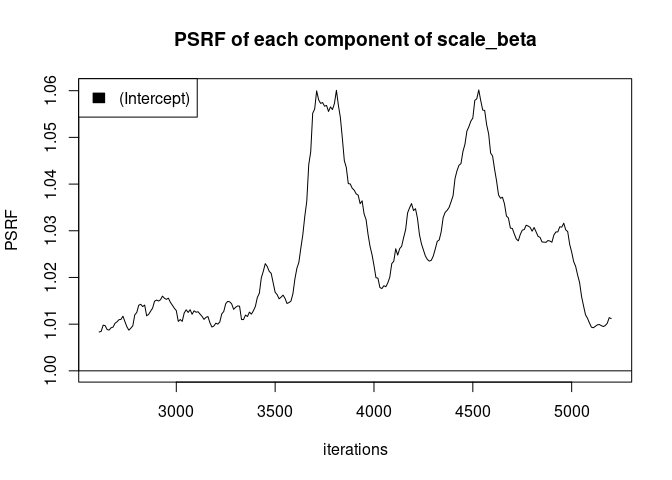 PSRF of each component of scale_beta
(Intercept)
PSRF
1.06
1.05
1.04
1.03
1.02
1.01
1.00
3000 3500 4000 4500 5000
iterations